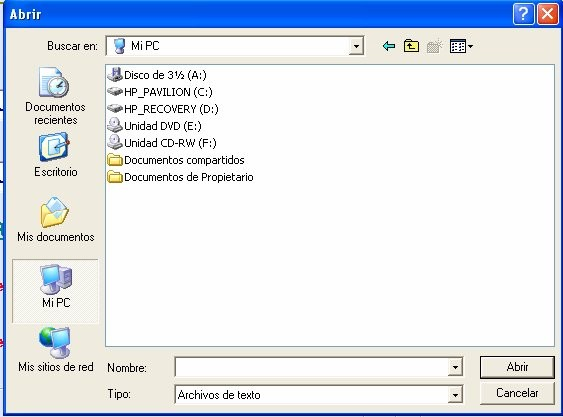 Abrir
Buscar en: Mi PC
Documentos
recientes
Escritorio
Mis documentos
Mi PC
Mis sitios de red
Disco de 3½ (A:)
HP_PAVILION (C:)
HP_RECOVERY (D:)
Unidad DVD (E:)
Unidad CD-RW (F:)
Documentos compartidos
Documentos de Propietario
Nombre:
Abrir
Tipo: Archivos de texto
Cancelar